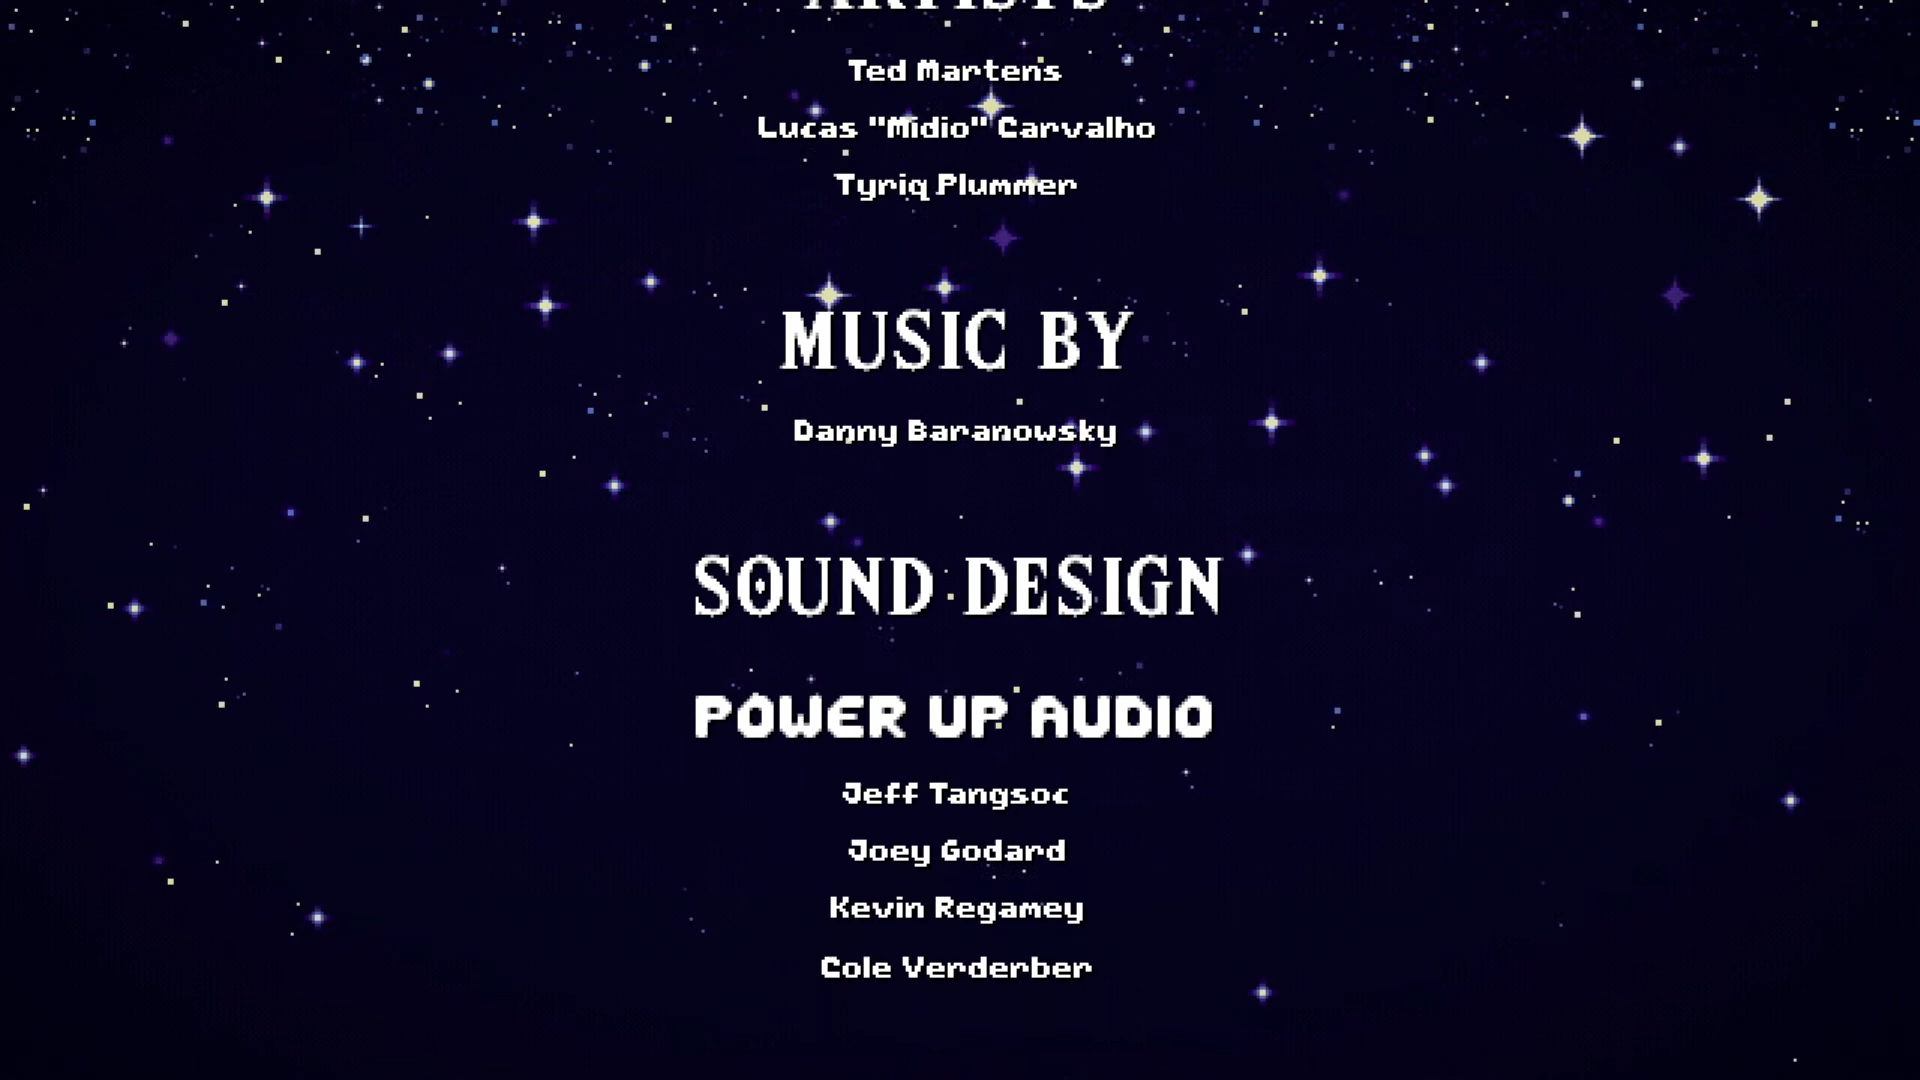 ARTISTS
Ted Martens
Lucas "Midio" Carvalho
Tyriq Plummer
MUSIC BY
Danny Baranowsky
SOUND DESIGN
POWER UP AUDIO
Jeff Tangsoc
Joey Godard
Kevin Regamey
Cole Verderber